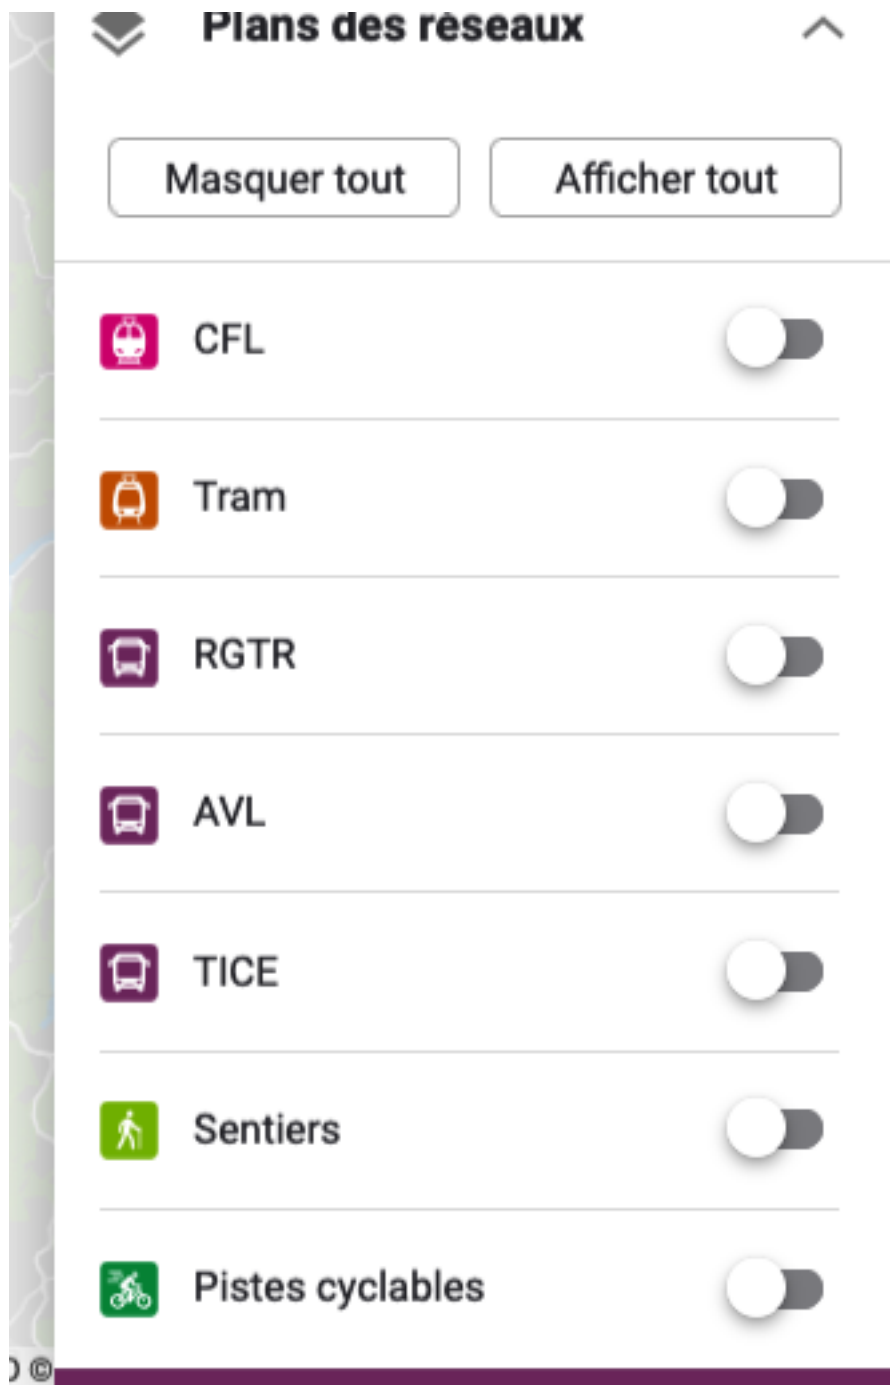 Plans des réseaux
Masquer tout
Afficher tout
CFL
Tram
RGTR
AVL
TICE
Sentiers
Pistes cyclables
©